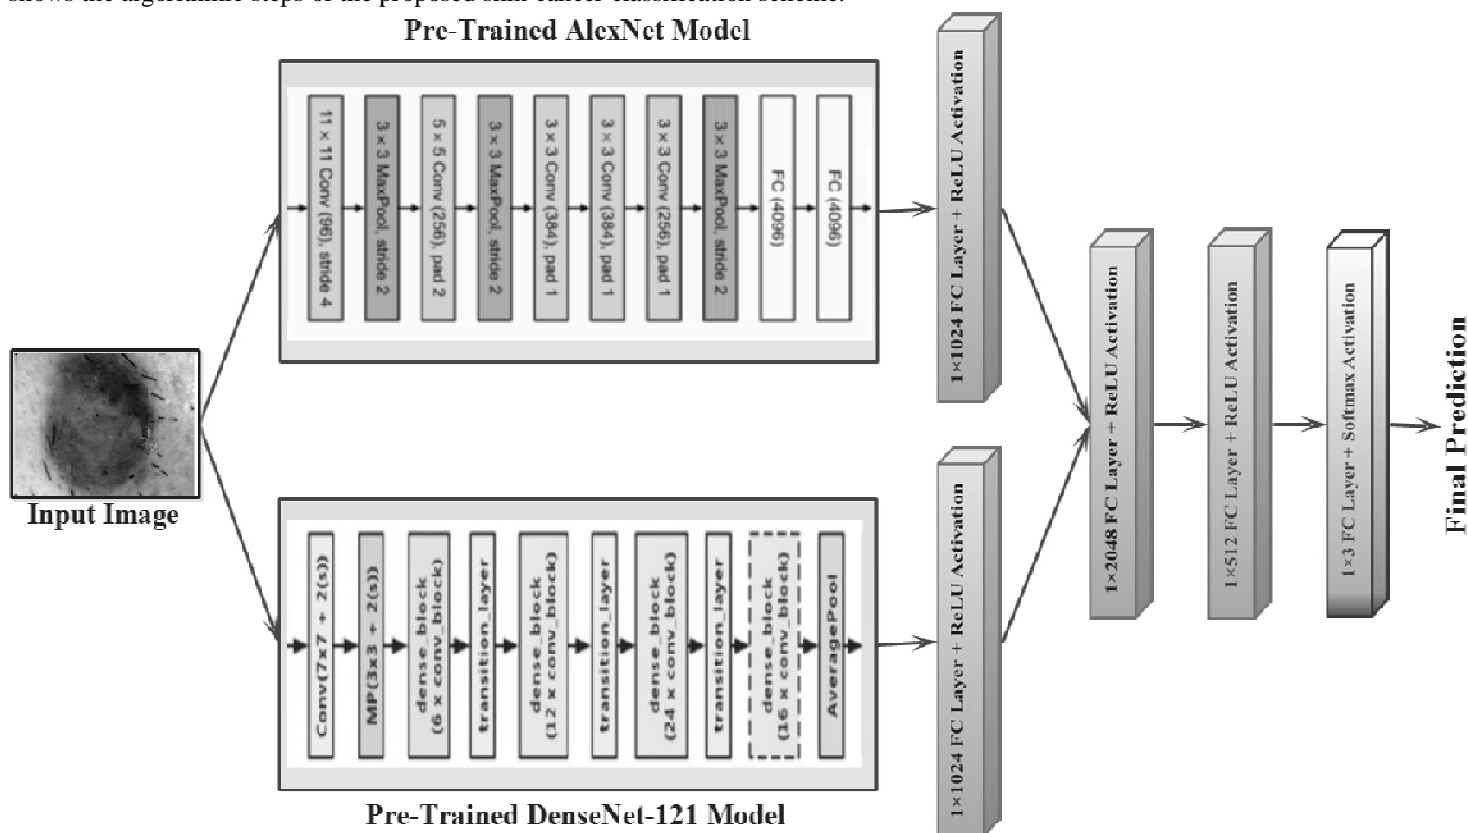 shows the algorithmic steps of the proposed skin cancer classification scheme.
Pre-Trained AlexNet Model
11 × 11 Conv (96), stride 4
3 × 3 MaxPool, stride 2
5 × 5 Conv (256), pad 2
3 × 3 MaxPool, stride 2
3 × 3 Conv (384), pad 1
3 × 3 Conv (384), pad 1
3 × 3 Conv (256), pad 1
3 × 3 MaxPool, stride 2
FC (4096)
FC (4096)
1×1024 FC Layer + ReLU Activation
Input Image
Conv(7x7 + 2(s))
MP(3x3 + 2(s))
dense_block
(6 x conv_block)
transition_layer
dense_block
(12 x conv_block)
transition_layer
dense_block
(24 x conv_block)
transition_layer
dense_block
(16 x conv_block)
AveragePool
Pre-Trained DenseNet-121 Model
1×1024 FC Layer + ReLU Activation
1×2048 FC Layer + ReLU Activation
1×512 FC Layer + ReLU Activation
1×3 FC Layer + Softmax Activation
Final Prediction